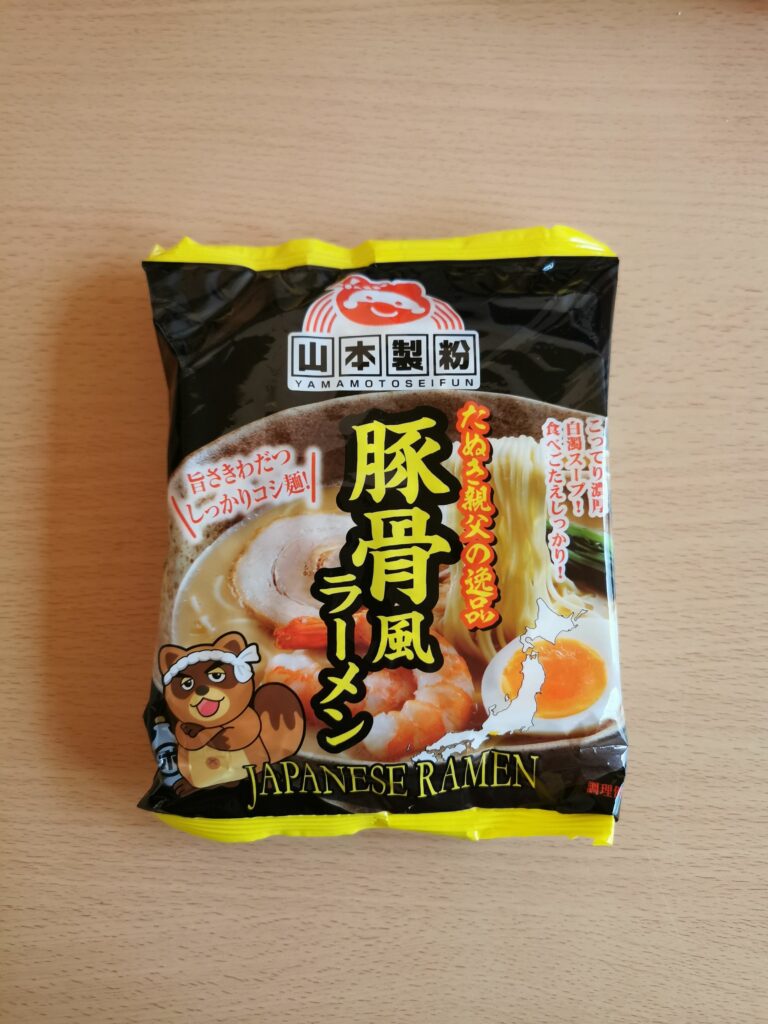 山本製粉
YAMAMOTOSEIFUN
こってり濃厚
白濁スープ！
食べごたえしっかり！
たぬき親父の逸品
豚骨風
ラーメン
旨さきわだつ
しっかりコシ麺！
JAPANESE RAMEN
調理